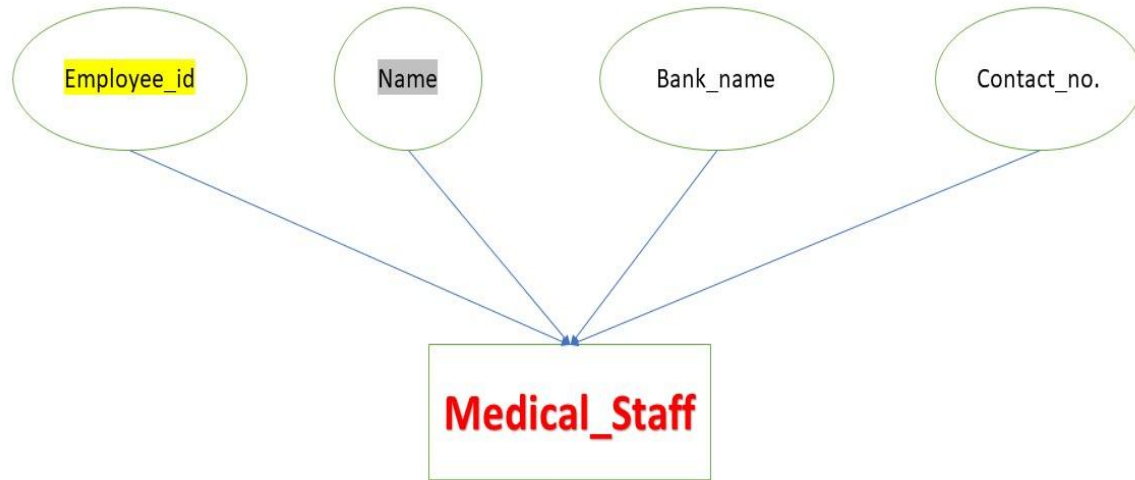 Employee_id
Name
Bank_name
Contact_no.
Medical_Staff